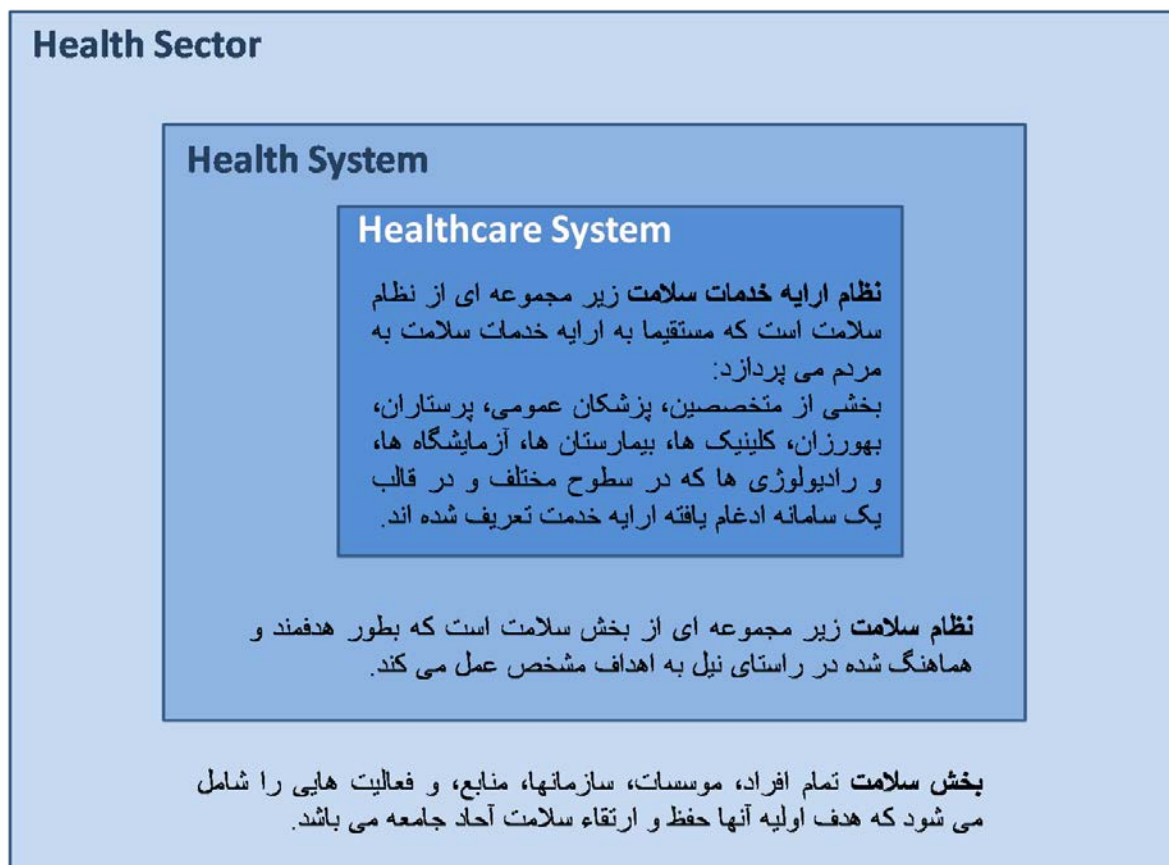 Health Sector
Health System
Healthcare System
نظام ارایه خدمات سلامت زیر مجموعه ای از نظام
سلامت است که مستقیما به ارایه خدمات سلامت به
مردم می پردازد:
بخشی از متخصصین، پزشکان عمومی، پرستاران،
بهورزان، کلینیک ها، بیمارستان ها، آزمایشگاه ها،
و رادیولوژی ها که در سطوح مختلف و در قالب
یک سامانه ادغام یافته ارایه خدمت تعریف شده اند.
نظام سلامت زیر مجموعه ای از بخش سلامت است که بطور هدفمند و
هماهنگ شده در راستای نیل به اهداف مشخص عمل می کند.
بخش سلامت تمام افراد، موسسات، سازمانها، منابع، و فعالیت هایی را شامل
می شود که هدف اولیه آنها حفظ و ارتقاء سلامت آحاد جامعه می باشد.